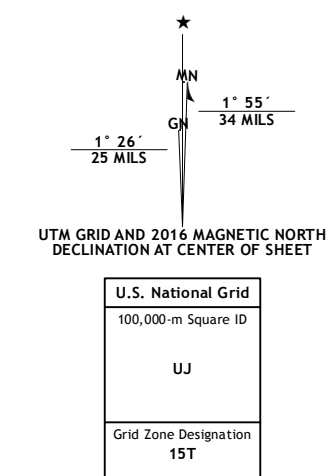 ★
MN
1° 55´
34 MILS
GN
1° 26´
25 MILS
UTM GRID AND 2016 MAGNETIC NORTH
DECLINATION AT CENTER OF SHEET
U.S. National Grid
100,000-m Square ID
UJ
Grid Zone Designation
15T